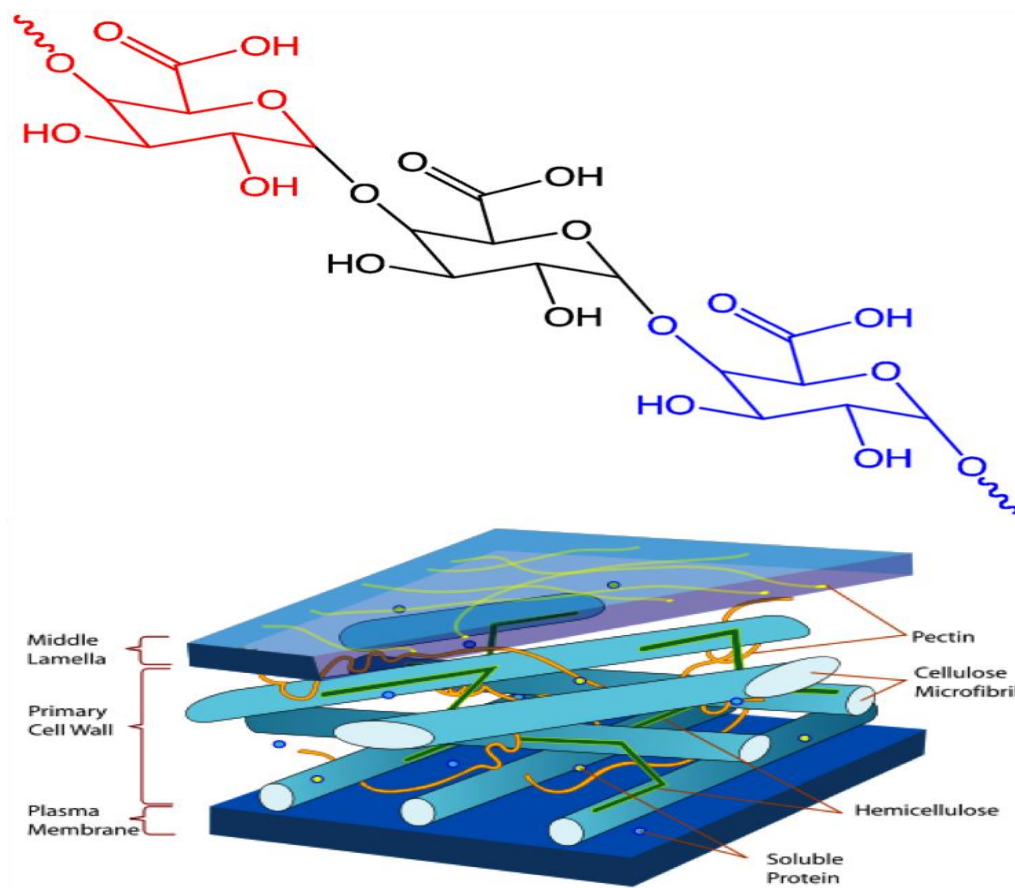 O
OH
O
O
HO
OH
O
O
OH
O
HO
OH
O
O
OH
O
HO
OH
O
Middle
Lamella
Primary
Cell Wall
Plasma
Membrane
Pectin
Cellulose
Microfibril
Hemicellulose
Soluble
Protein